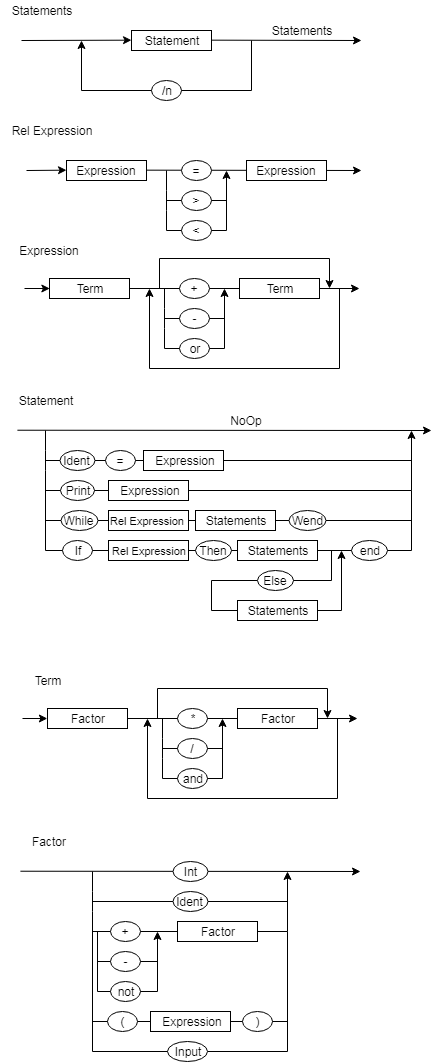 Statements
Statement
Statements
/n
Rel Expression
Expression = Expression
>
<
Expression
Term + Term
-
or
Statement
NoOp
Ident = Expression
Print Expression
While Rel Expression Statements Wend
If Rel Expression Then Statements end
Else
Statements
Term
Factor * Factor
/
and
Factor
Int
Ident
+ Factor
-
not
( Expression )
Input